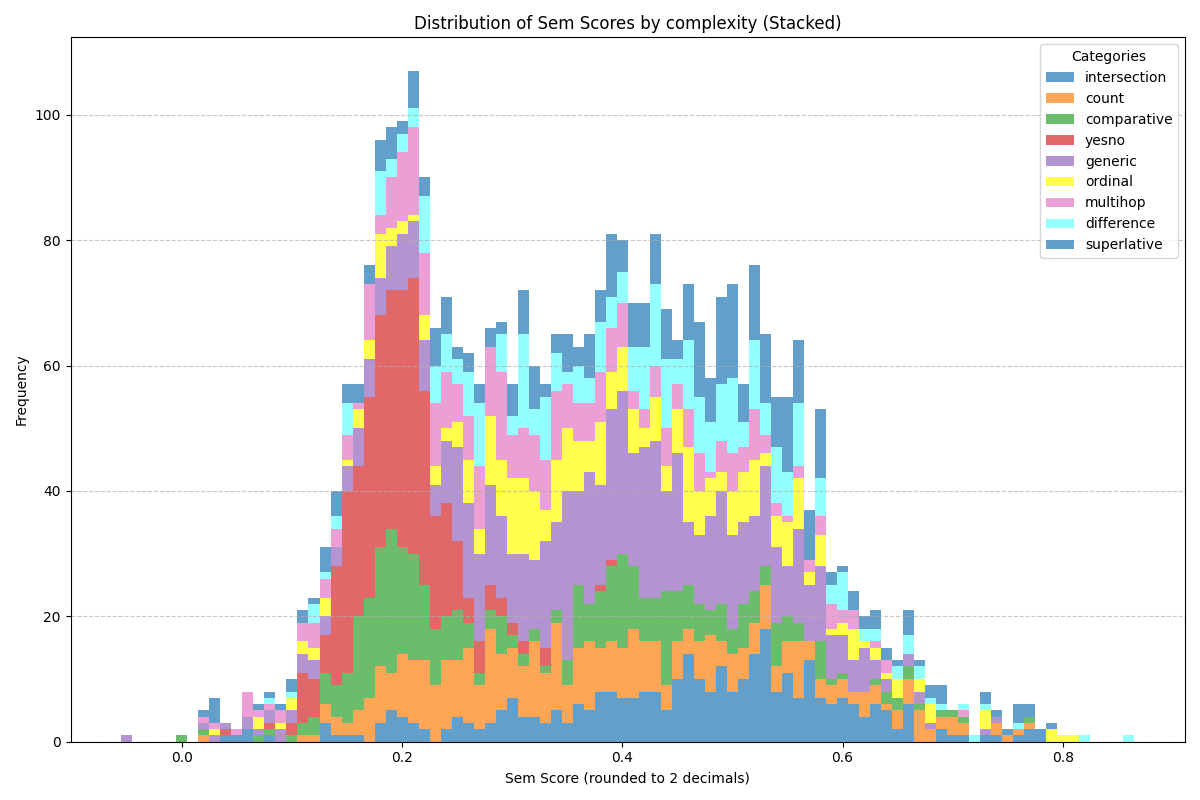 Distribution of Sem Scores by complexity (Stacked)
Categories
intersection
count
comparative
yesno
generic
ordinal
multihop
difference
superlative
Frequency
100
80
60
40
20
0
0.0 0.2 0.4 0.6 0.8
Sem Score (rounded to 2 decimals)